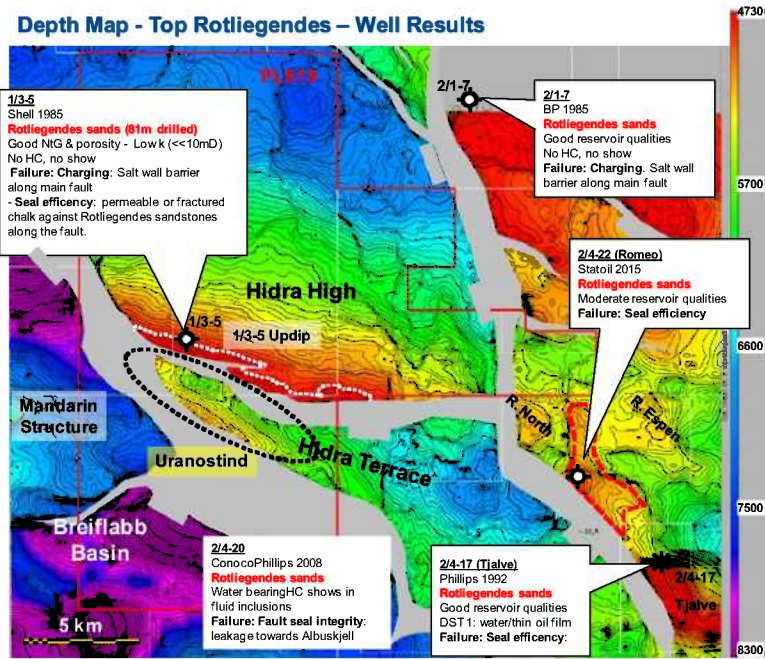 Depth Map - Top Rotliegendes – Well Results
PL619
1/3-5
Shell 1985
Rotliegendes sands (81m drilled)
Good NtG & porosity - Low k (<<10mD)
No HC, no show
Failure: Charging: Salt wall barrier
along main fault
- Seal efficency: permeable or fractured
chalk against Rotliegendes sandstones
along the fault.
2/1-7
2/1-7
BP 1985
Rotliegendes sands
Good reservoir qualities
No HC, no show
Failure: Charging. Salt wall
barrier along main fault
2/4-22 (Romeo)
Statoil 2015
Rotliegendes sands
Moderate reservoir qualities
Failure: Seal efficiency
Hidra High
1/3-5
1/3-5 Updip
Mandarin
Structure
Uranostind
Hidra Terrace
R. North
R. Espen
Breiflabb
Basin
2/4-20
ConocoPhillips 2008
Rotliegendes sands
Water bearingHC shows in
fluid inclusions
Failure: Fault seal integrity:
leakage towards Albuskjell
2/4-17 (Tjalve)
Phillips 1992
Rotliegendes sands
Good reservoir qualities
DST1: water/thin oil film
Failure: Seal efficency:
2/4-17
Tjalve
5 km
4730
5700
6600
7500
8300